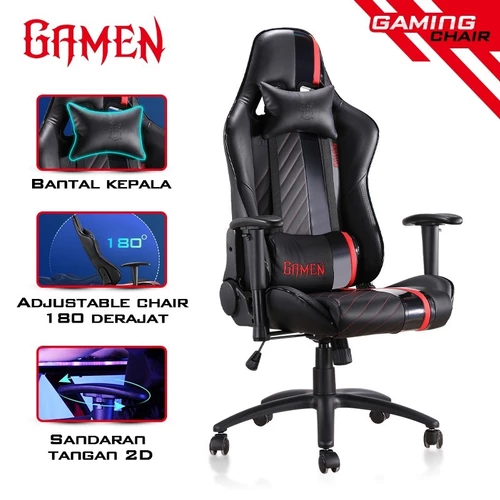 GAMEN
GAMING
CHAIR
BANTAL KEPALA
180°
ADJUSTABLE CHAIR
180 DERAJAT
SANDARAN
TANGAN 2D
GAMEN